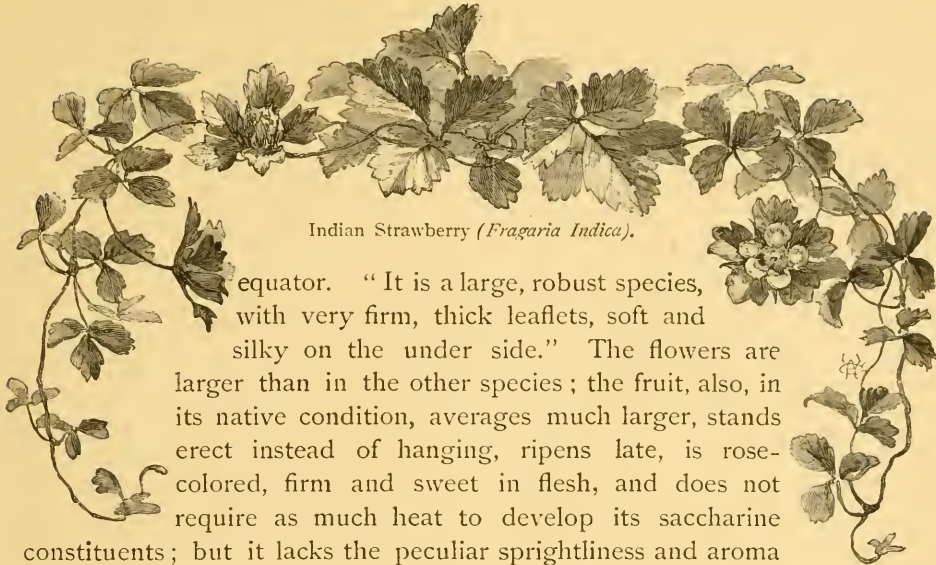 Indian Strawberry (Fragaria Indica).
equator. “ It is a large, robust species,
with very firm, thick leaflets, soft and
silky on the under side.” The flowers are
larger than in the other species ; the fruit, also, in
its native condition, averages much larger, stands
erect instead of hanging, ripens late, is rose-
colored, firm and sweet in flesh, and does not
require as much heat to develop its saccharine
constituents ; but it lacks the peculiar sprightliness and aroma